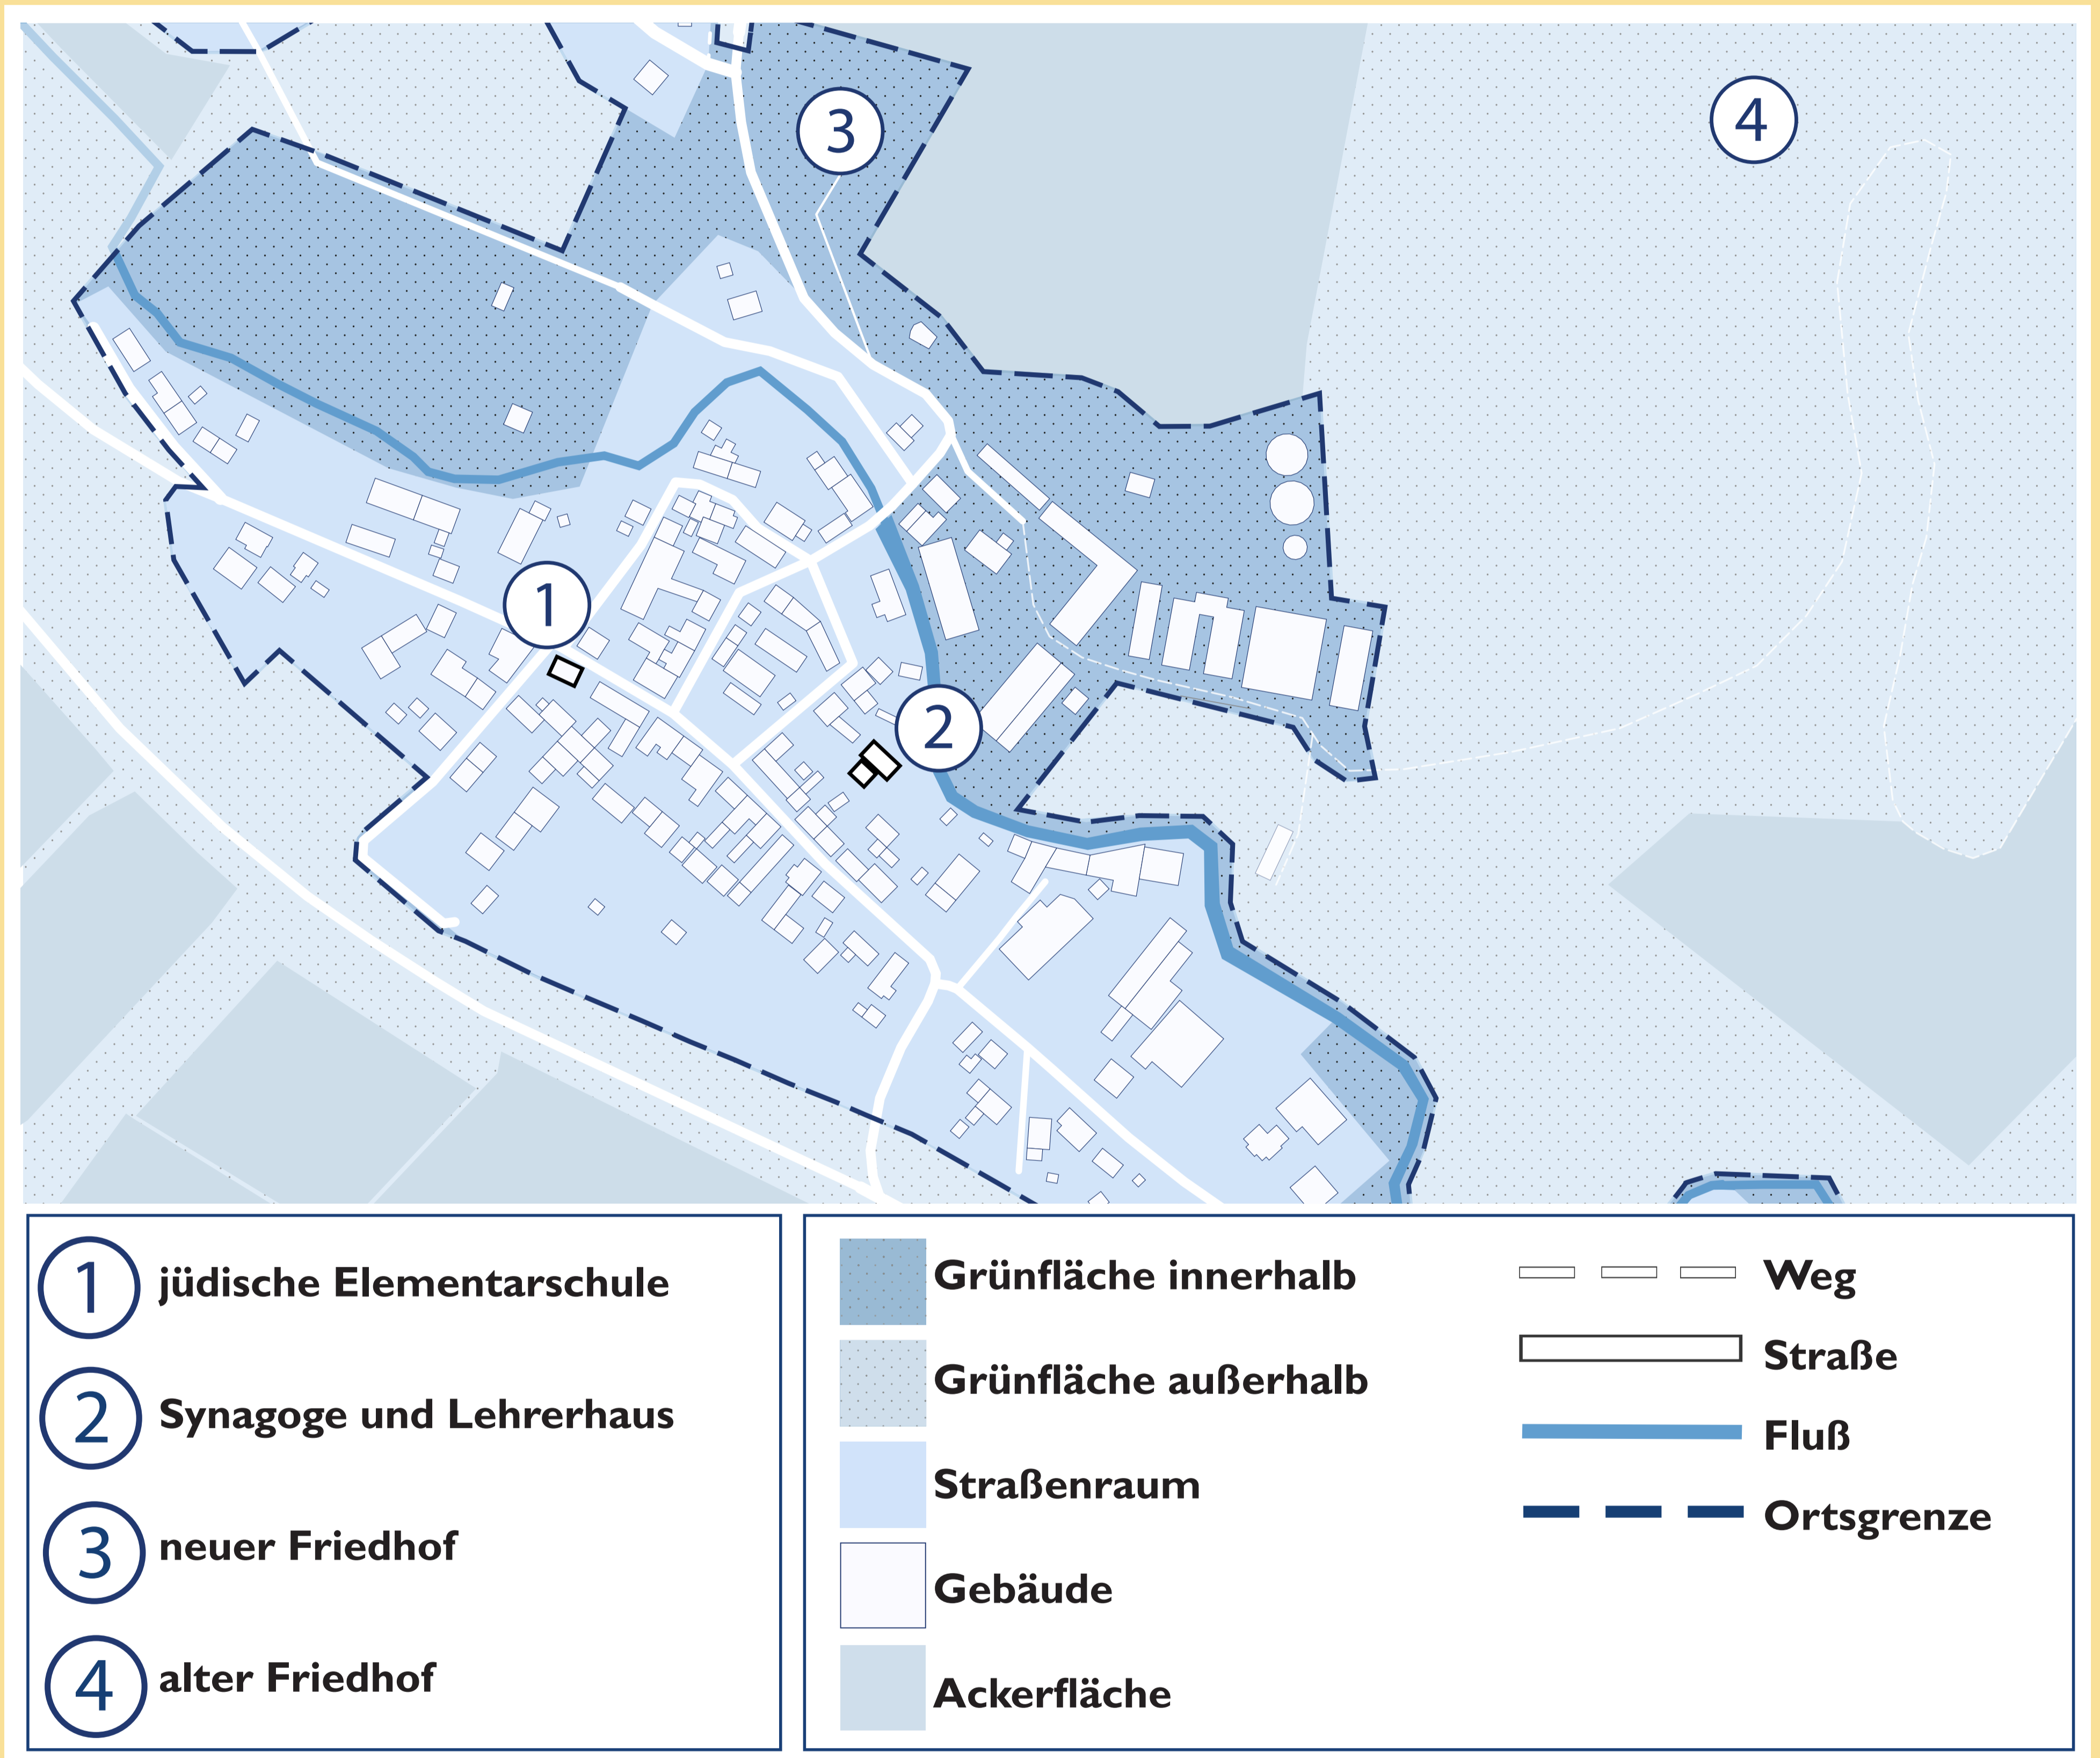 3
4
1
2
1 jüdische Elementarschule
2 Synagoge und Lehrerhaus
3 neuer Friedhof
4 alter Friedhof
Grünfläche innerhalb
Grünfläche außerhalb
Straßenraum
Gebäude
Ackerfläche
Weg
Straße
Fluß
Ortsgrenze